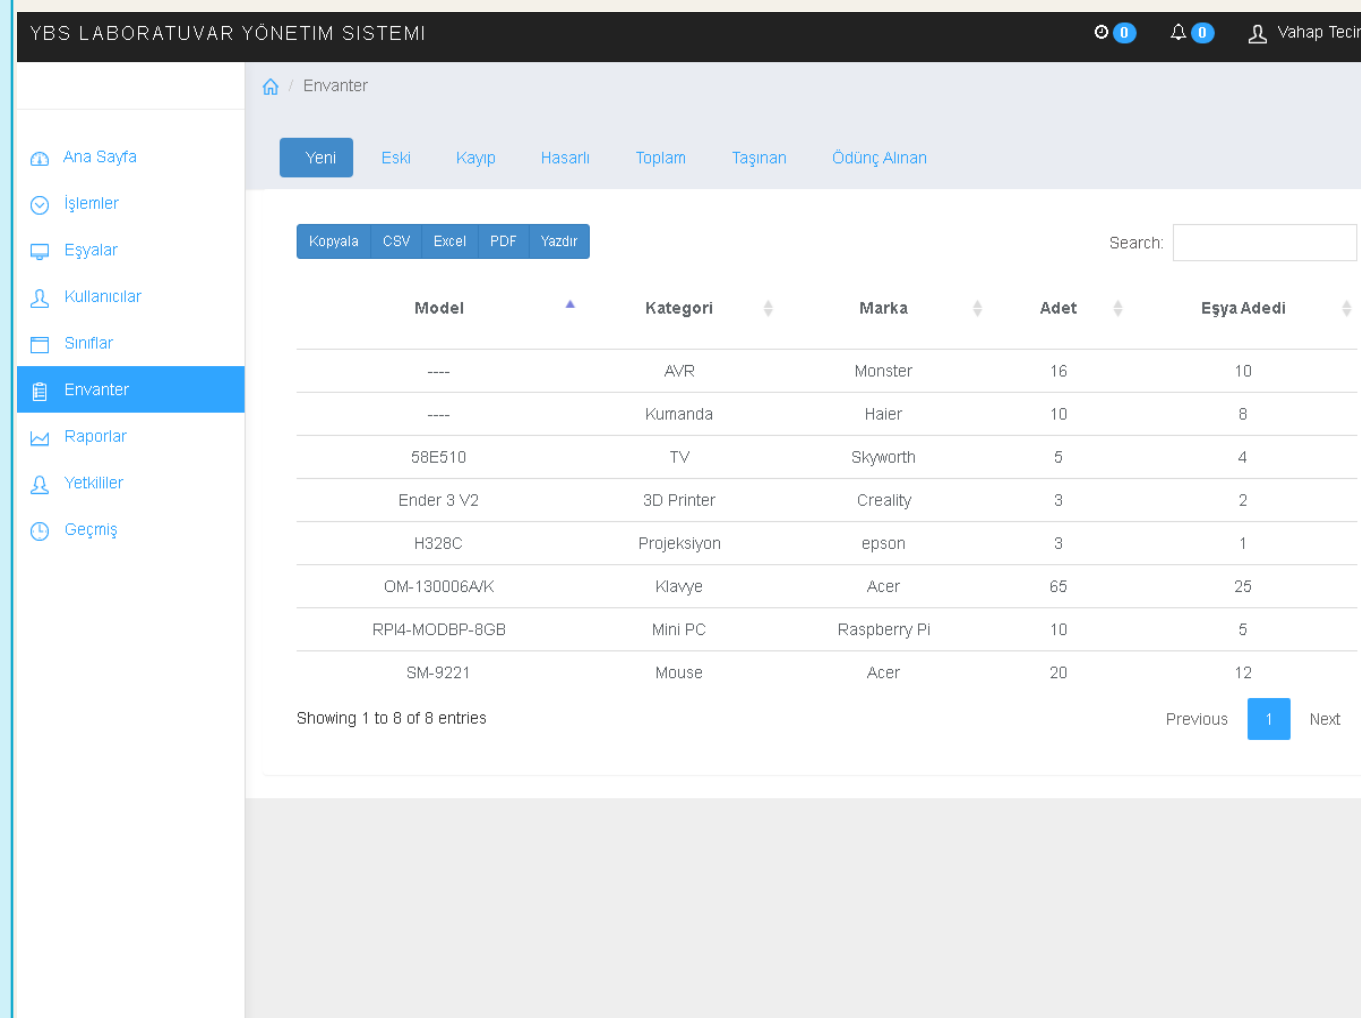 YBS LABORATUVAR YÖNETIM SISTEMI 0 0 Vahap Tecim
/ Envanter
Ana Sayfa
İşlemler
Eşyalar
Kullanıcılar
Sınıflar
Envanter
Raporlar
Yetkililer
Geçmiş
Yeni Eski Kayıp Hasarlı Toplam Taşınan Ödünç Alınan
Kopyala CSV Excel PDF Yazdır Search:
Model Kategori Marka Adet Eşya Adedi
---- AVR Monster 16 10
---- Kumanda Haier 10 8
58E510 TV Skyworth 5 4
Ender 3 V2 3D Printer Creality 3 2
H328C Projeksiyon epson 3 1
OM-130006A/K Klavye Acer 65 25
RPI4-MODBP-8GB Mini PC Raspberry Pi 10 5
SM-9221 Mouse Acer 20 12
Showing 1 to 8 of 8 entries Previous 1 Next